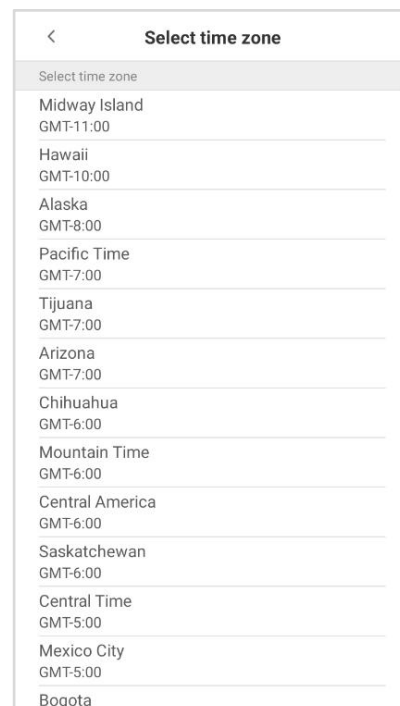 Select time zone
Select time zone
Midway Island
GMT-11:00
Hawaii
GMT-10:00
Alaska
GMT-8:00
Pacific Time
GMT-7:00
Tijuana
GMT-7:00
Arizona
GMT-7:00
Chihuahua
GMT-6:00
Mountain Time
GMT-6:00
Central America
GMT-6:00
Saskatchewan
GMT-6:00
Central Time
GMT-5:00
Mexico City
GMT-5:00
Bogota